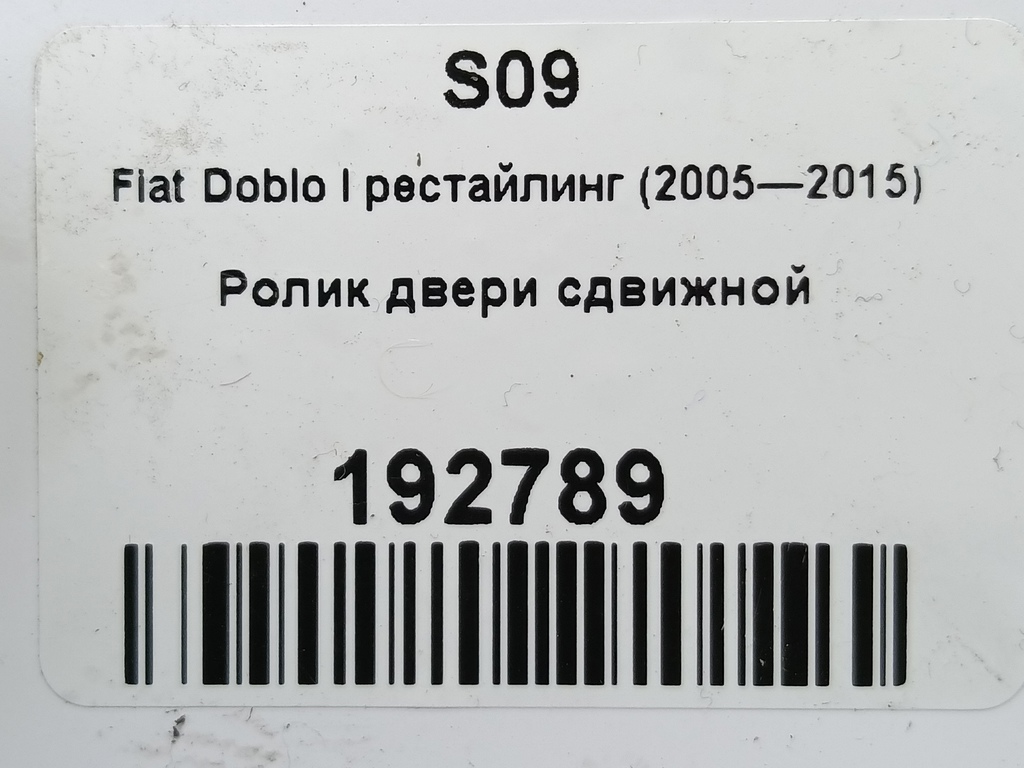 S09
Fiat Doblo I рестайлинг (2005—2015)
Ролик двери сдвижной
192789